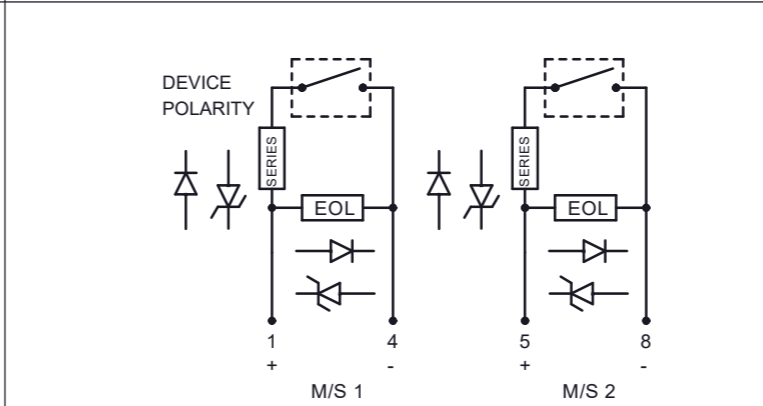 DEVICE
POLARITY
SERIES
SERIES
EOL
EOL
1 4 5 8
+ - + -
M/S 1 M/S 2